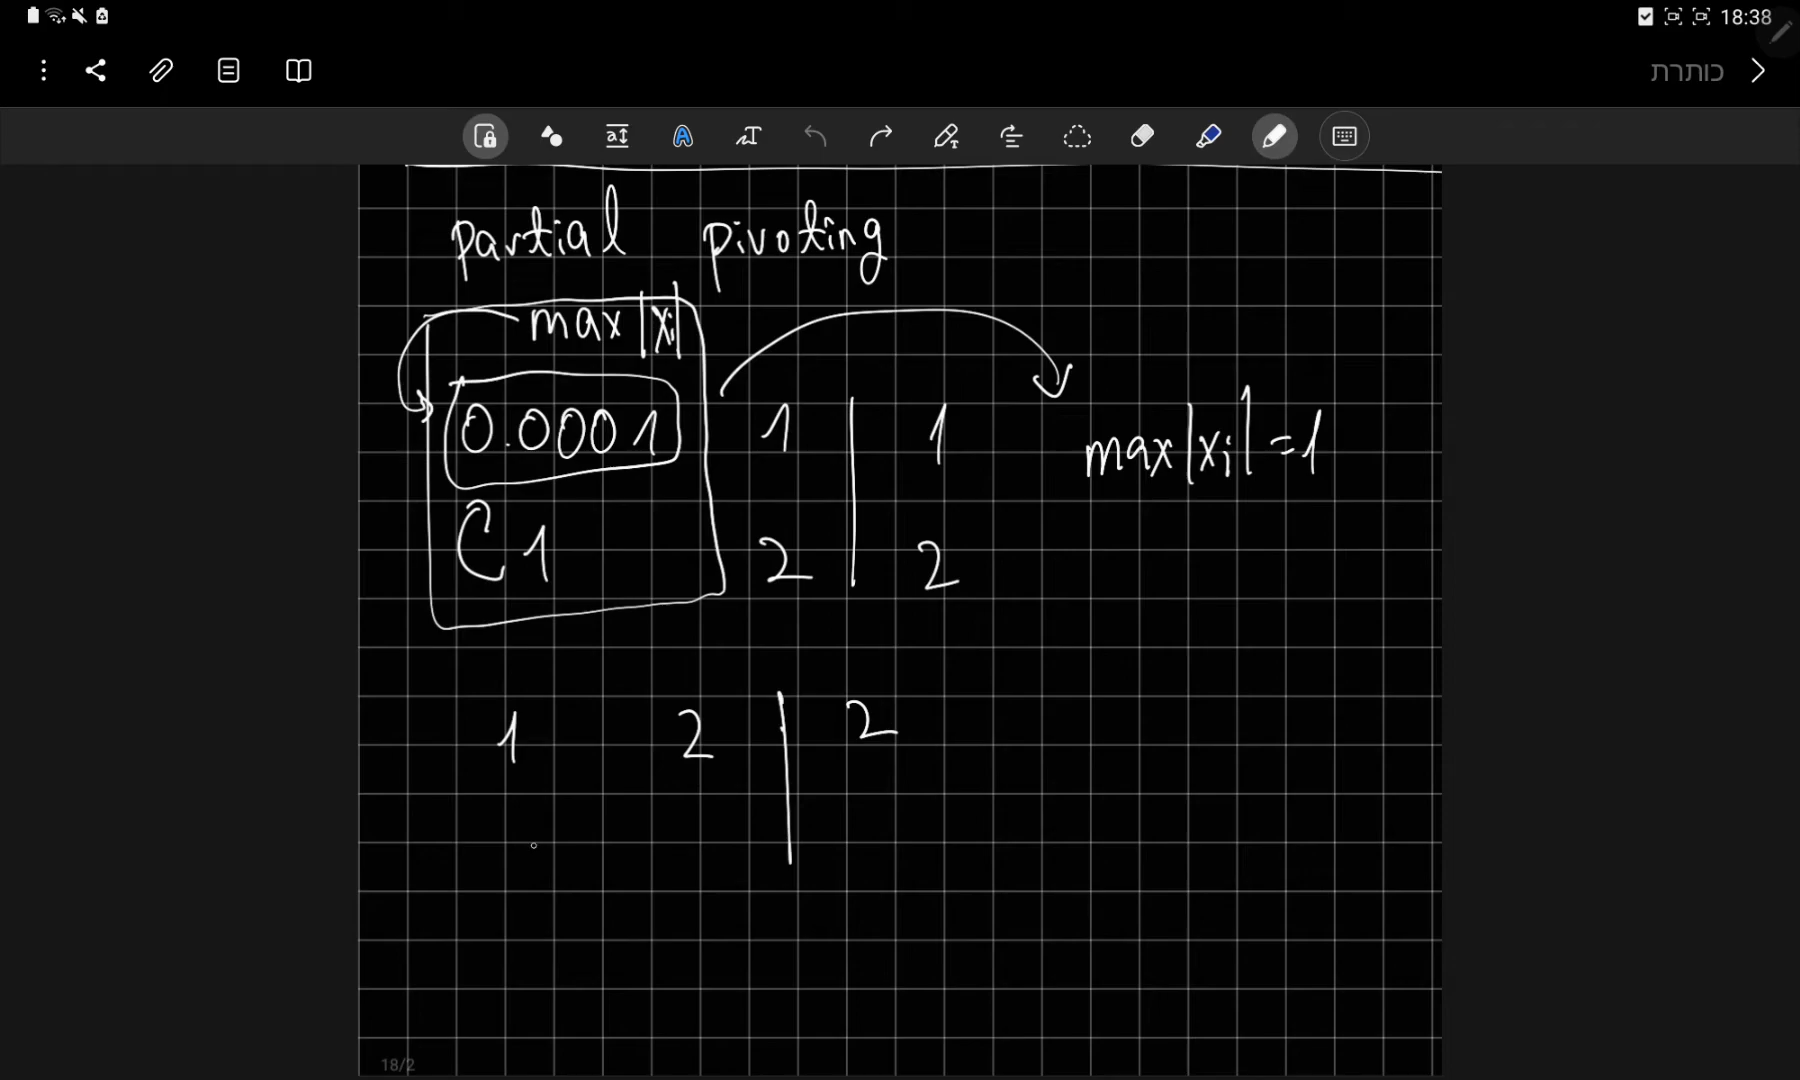 18:38
כותרת
partial pivoting
max |xi|
0.0001 1 | 1 max|xi| = 1
1 2 | 2
1 2 | 2
18/2